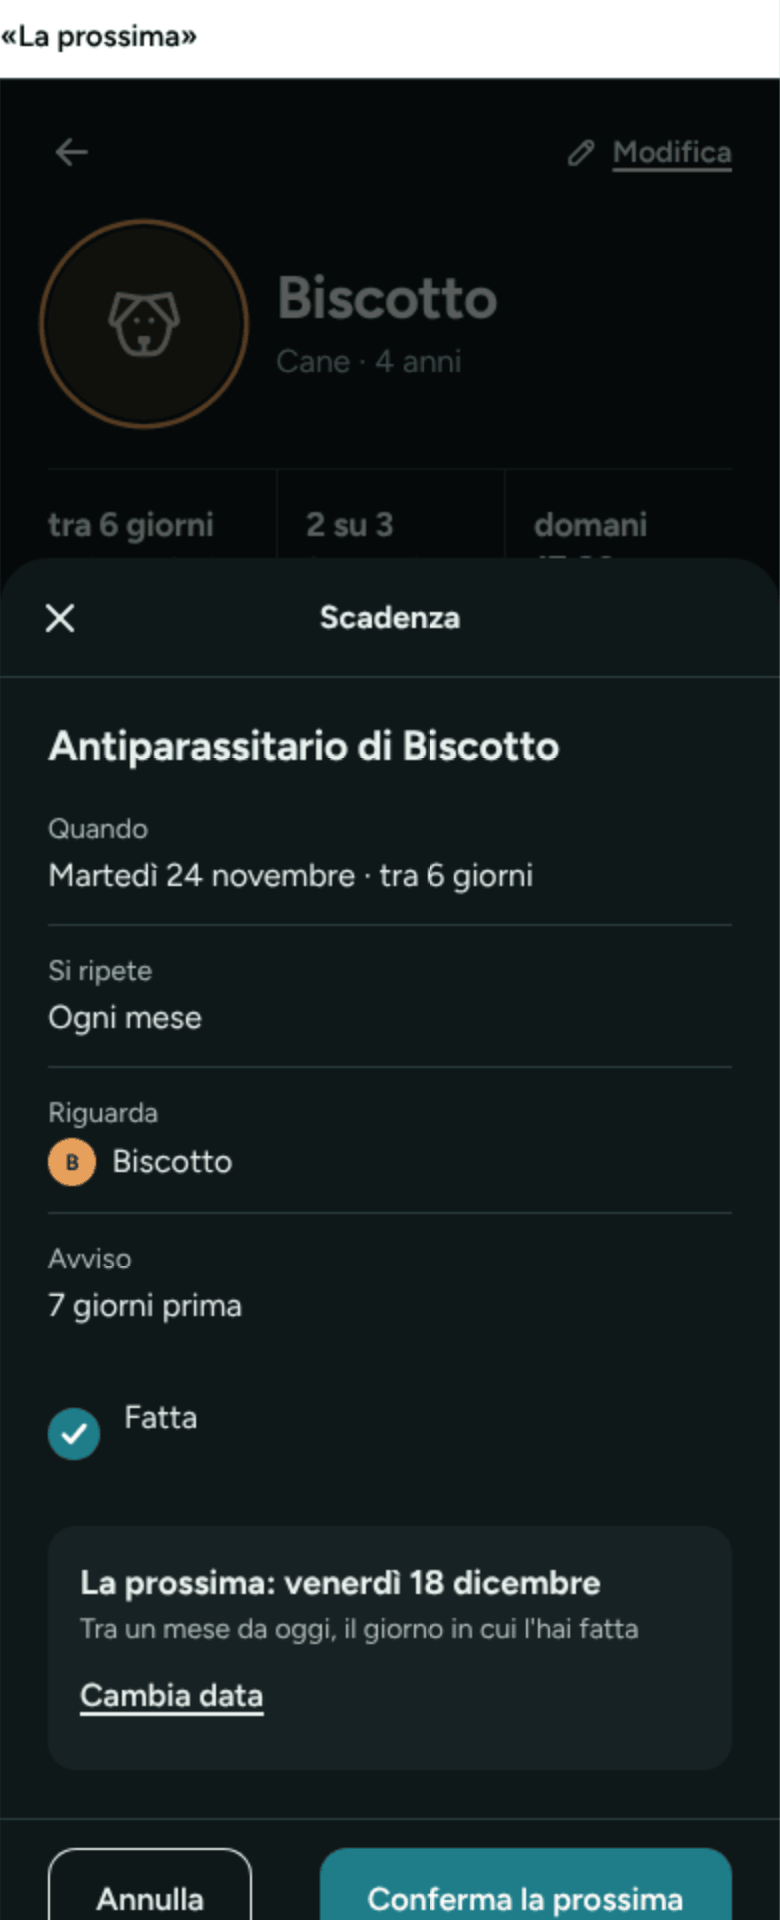 «La prossima»
Modifica
Biscotto
Cane · 4 anni
tra 6 giorni
2 su 3
domani
Scadenza
Antiparassitario di Biscotto
Quando
Martedì 24 novembre · tra 6 giorni
Si ripete
Ogni mese
Riguarda
B Biscotto
Avviso
7 giorni prima
Fatta
La prossima: venerdì 18 dicembre
Tra un mese da oggi, il giorno in cui l'hai fatta
Cambia data
Annulla
Conferma la prossima